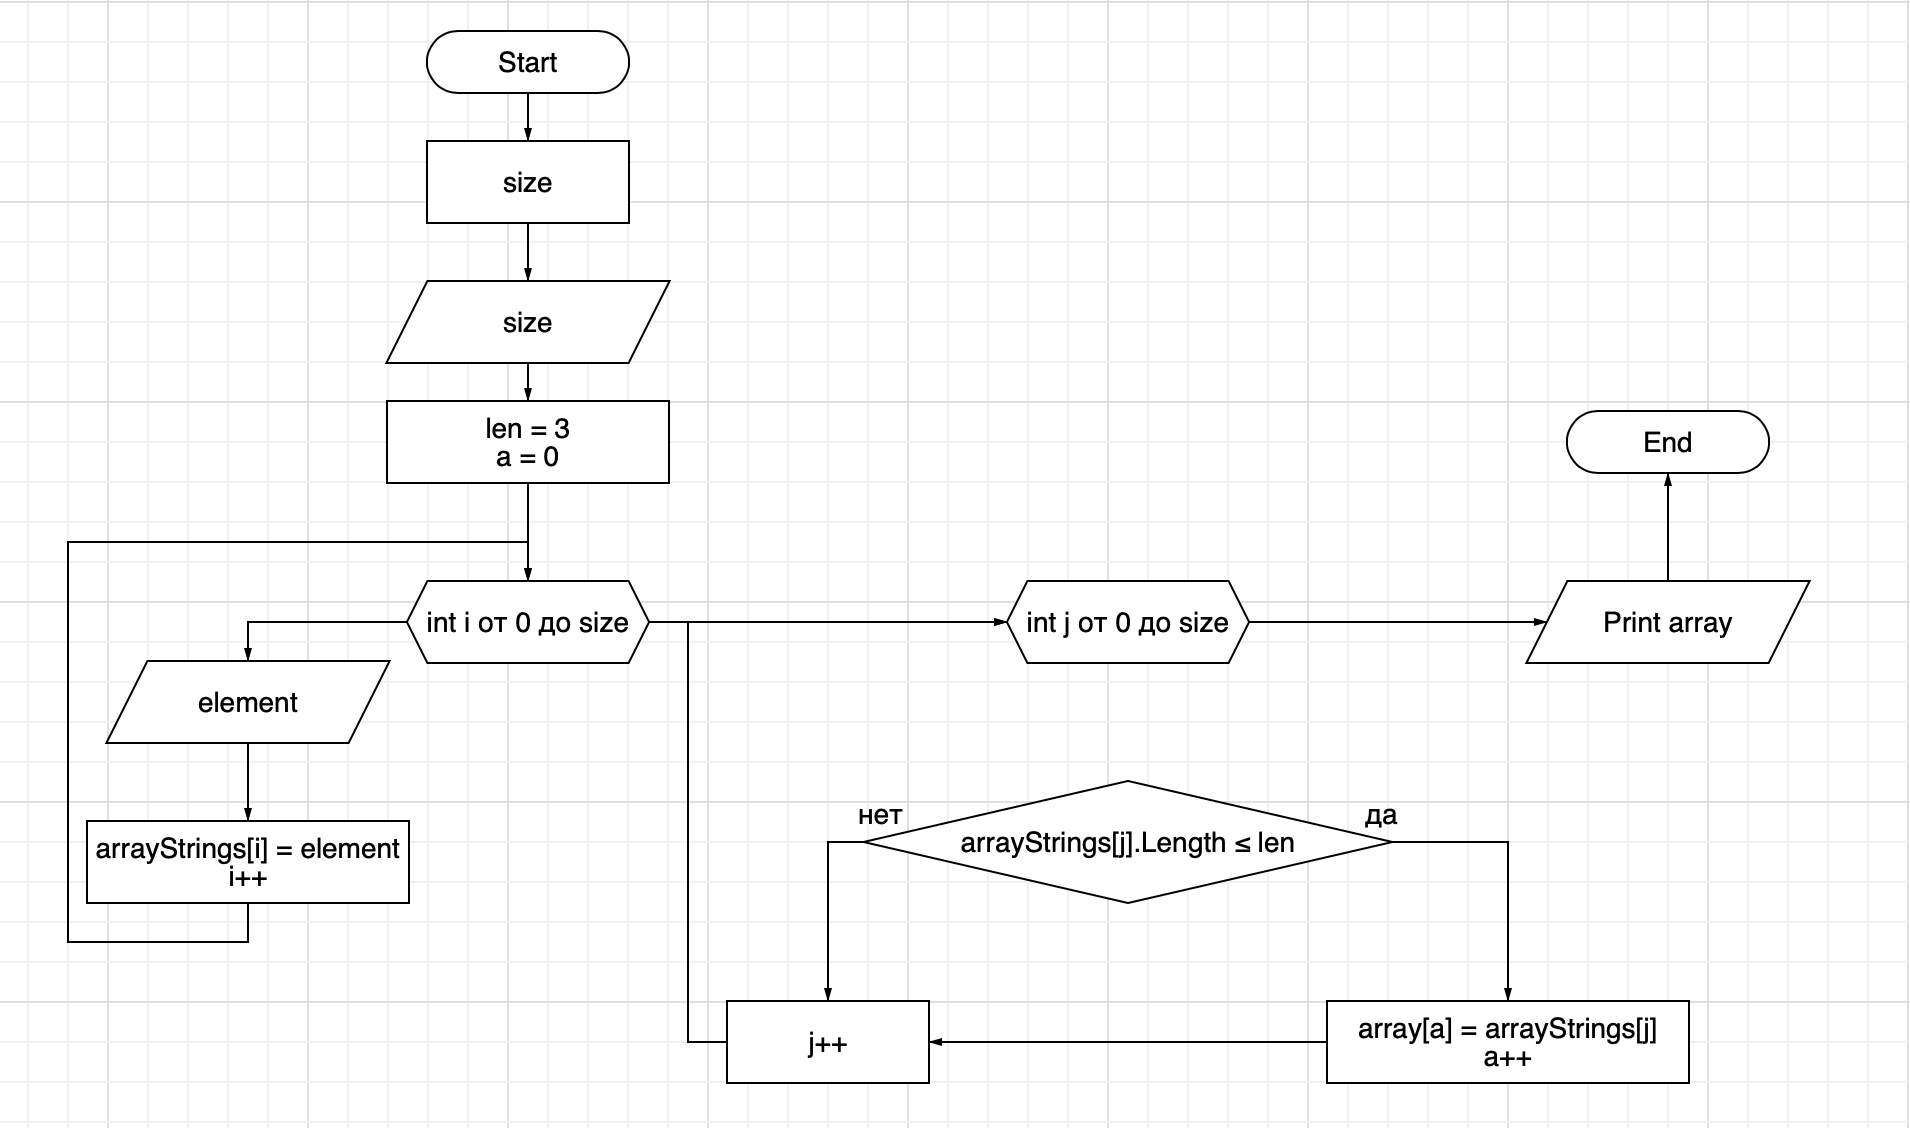 Start
size
size
len = 3
a = 0
End
int i от 0 до size
int j от 0 до size
Print array
element
arrayStrings[i] = element
i++
нет
да
arrayStrings[j].Length ≤ len
j++
array[a] = arrayStrings[j]
a++